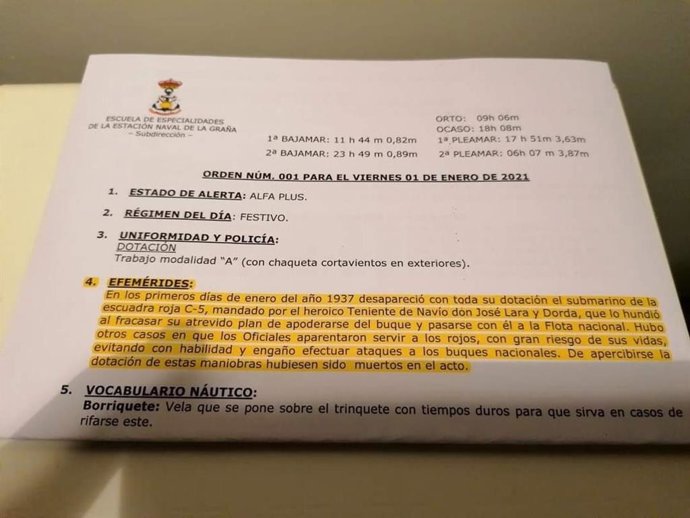 ESCUELA DE ESPECIALIDADES
DE LA ESTACIÓN NAVAL DE LA GRAÑA
– Subdirección –
ORTO: 09h 06m
OCASO: 18h 08m
1ª BAJAMAR: 11 h 44 m 0,82m
1ª PLEAMAR: 17 h 51m 3,63m
2ª BAJAMAR: 23 h 49 m 0,89m
2ª PLEAMAR: 06h 07 m 3,87m
ORDEN NÚM. 001 PARA EL VIERNES 01 DE ENERO DE 2021
1. ESTADO DE ALERTA: ALFA PLUS.
2. RÉGIMEN DEL DÍA: FESTIVO.
3. UNIFORMIDAD Y POLICÍA:
DOTACIÓN
Trabajo modalidad "A" (con chaqueta cortavientos en exteriores).
4. EFEMÉRIDES:
En los primeros días de enero del año 1937 desapareció con toda su dotación el submarino de la
escuadra roja C-5, mandado por el heroico Teniente de Navío don José Lara y Dorda, que lo hundió
al fracasar su atrevido plan de apoderarse del buque y pasarse con él a la Flota nacional. Hubo
otros casos en que los Oficiales aparentaron servir a los rojos, con gran riesgo de sus vidas,
evitando con habilidad y engaño efectuar ataques a los buques nacionales. De apercibirse la
dotación de estas maniobras hubiesen sido muertos en el acto.
5. VOCABULARIO NÁUTICO:
Borriquete: Vela que se pone sobre el trinquete con tiempos duros para que sirva en casos de
rifarse este.